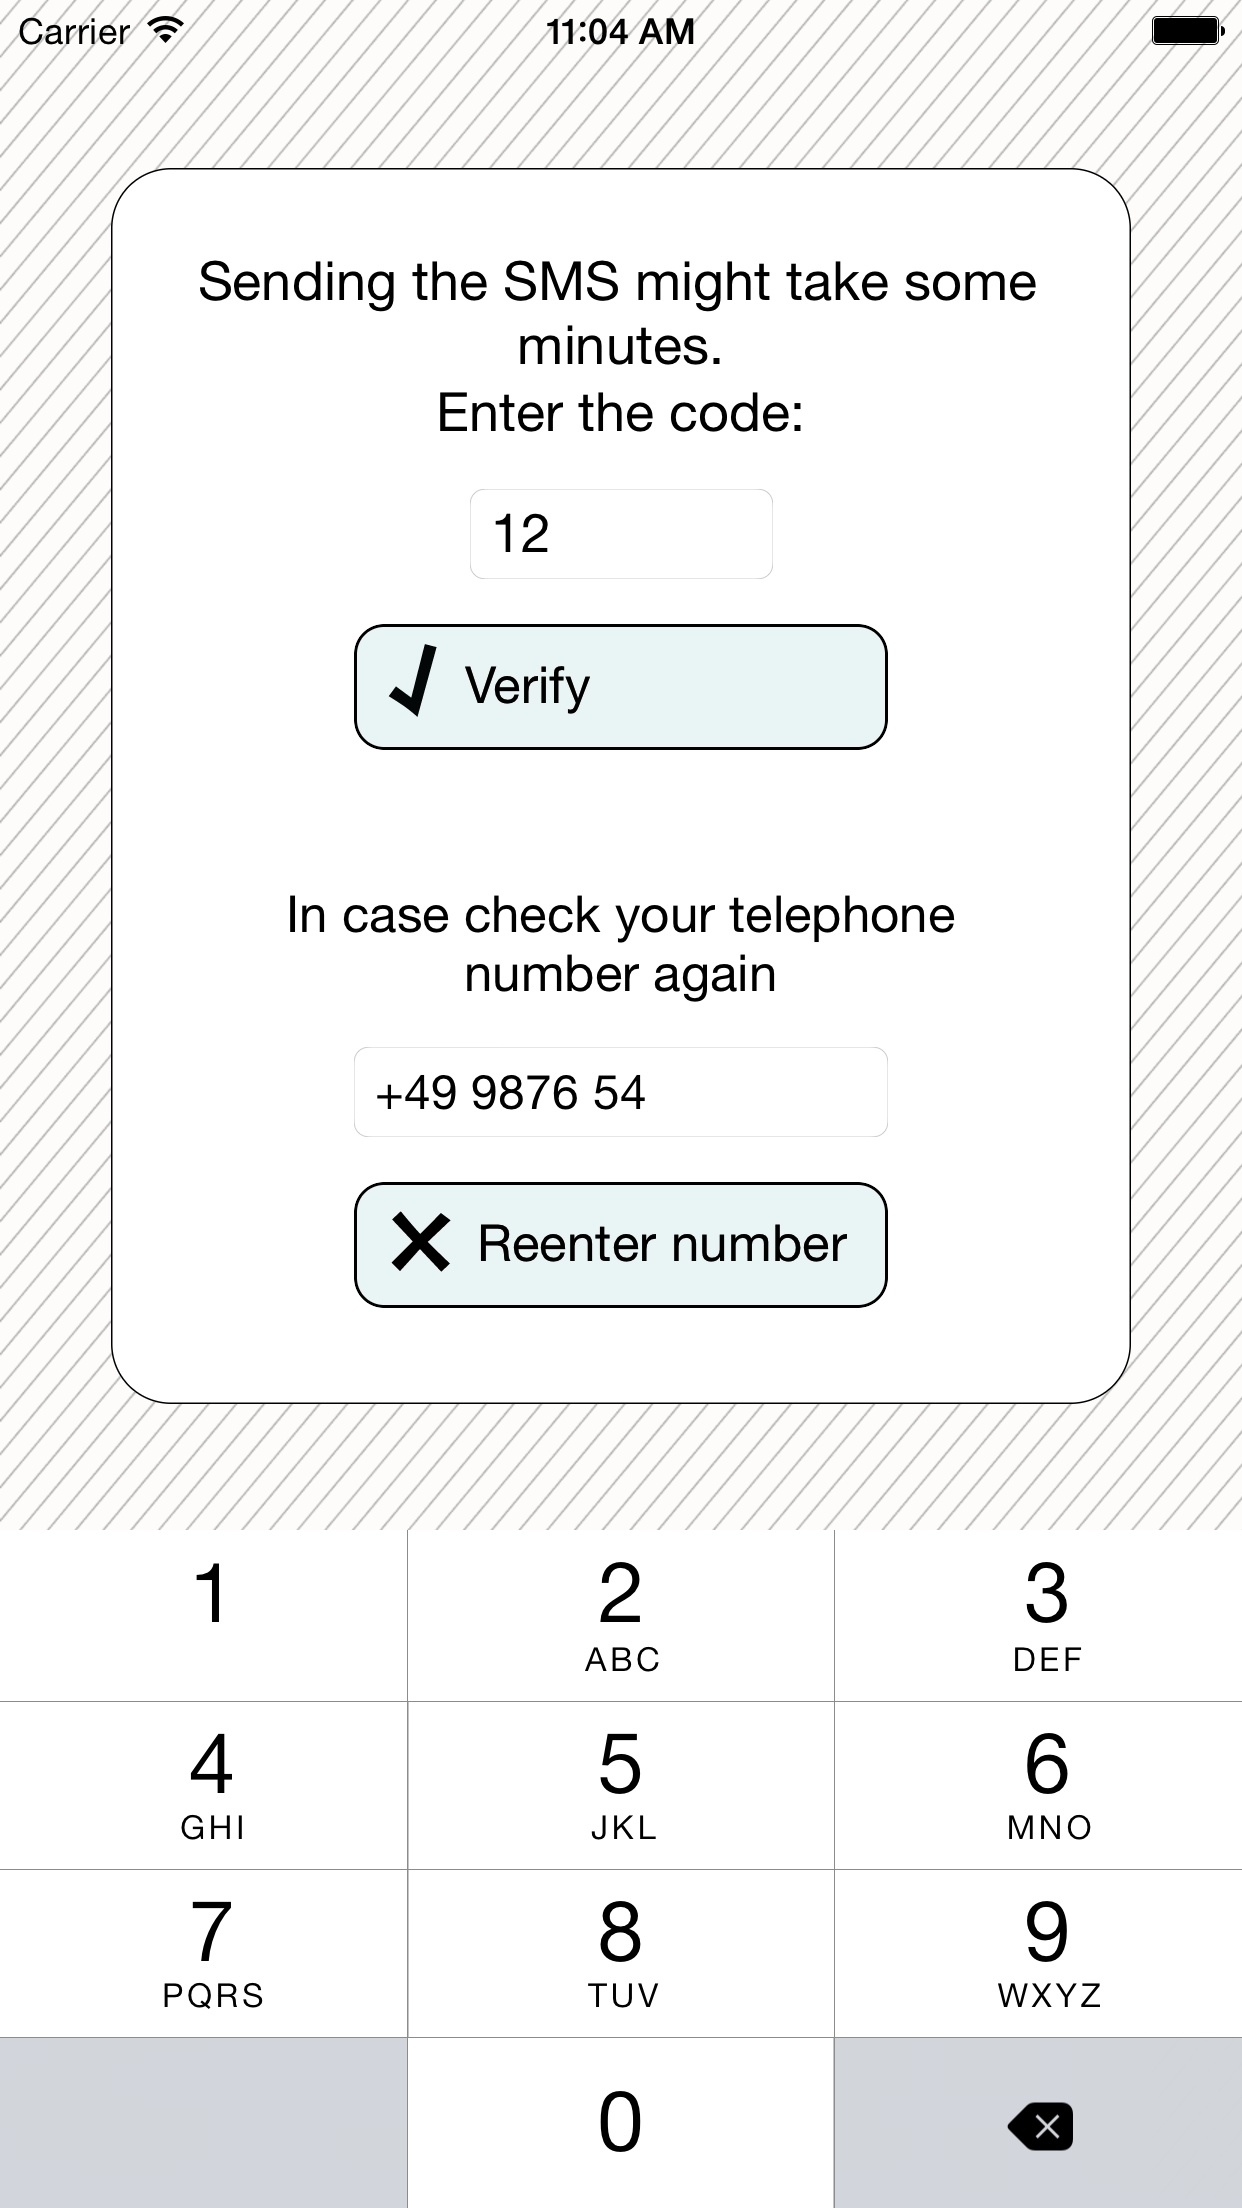 Carrier 11:04 AM
Sending the SMS might take some
minutes.
Enter the code:
12
Verify
In case check your telephone
number again
+49 9876 54
Reenter number
1 2 3
ABC DEF
4 5 6
GHI JKL MNO
7 8 9
PQRS TUV WXYZ
0